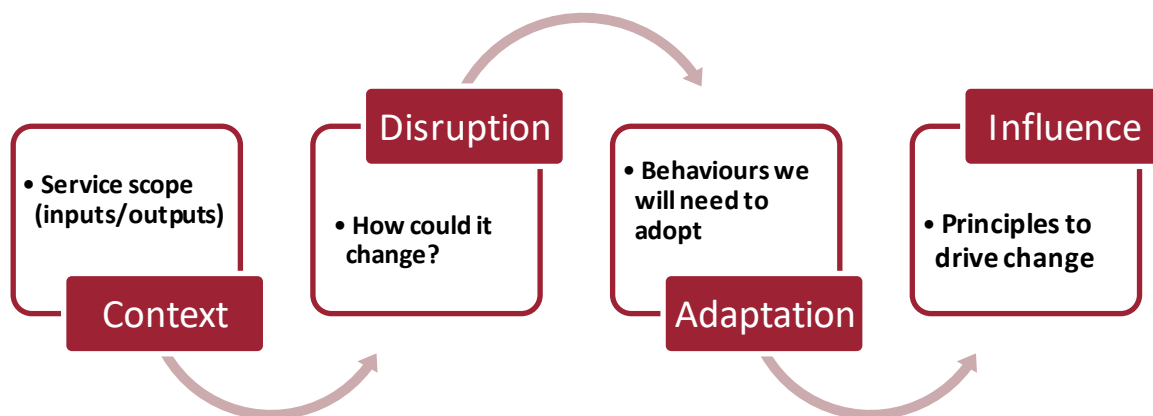 • Service scope
(inputs/outputs)
Context
Disruption
• How could it
change?
• Behaviours we
will need to
adopt
Adaptation
Influence
• Principles to
drive change